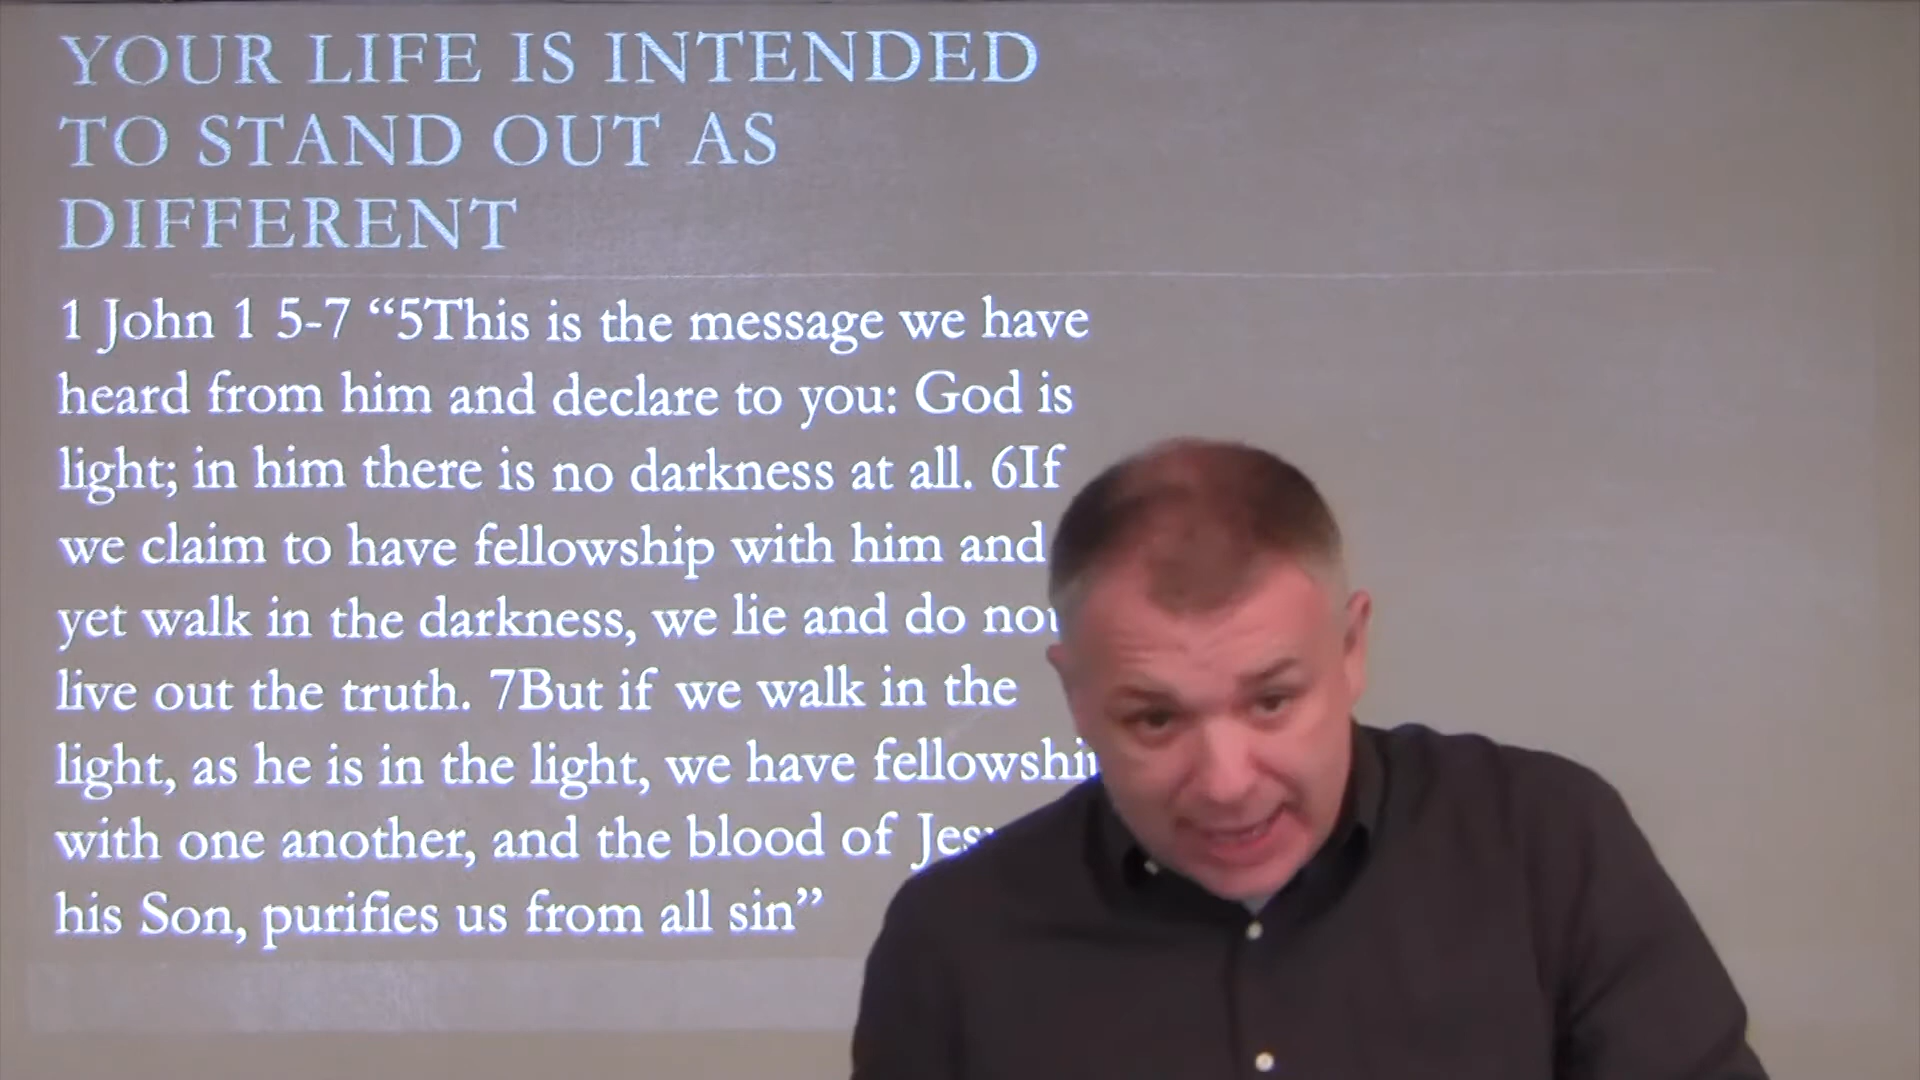 YOUR LIFE IS INTENDED
TO STAND OUT AS
DIFFERENT
1 John 1 5-7 “5This is the message we have
heard from him and declare to you: God is
light; in him there is no darkness at all. 6If
we claim to have fellowship with him and
yet walk in the darkness, we lie and do not
live out the truth. 7But if we walk in the
light, as he is in the light, we have fellowship
with one another, and the blood of Jesus
his Son, purifies us from all sin”